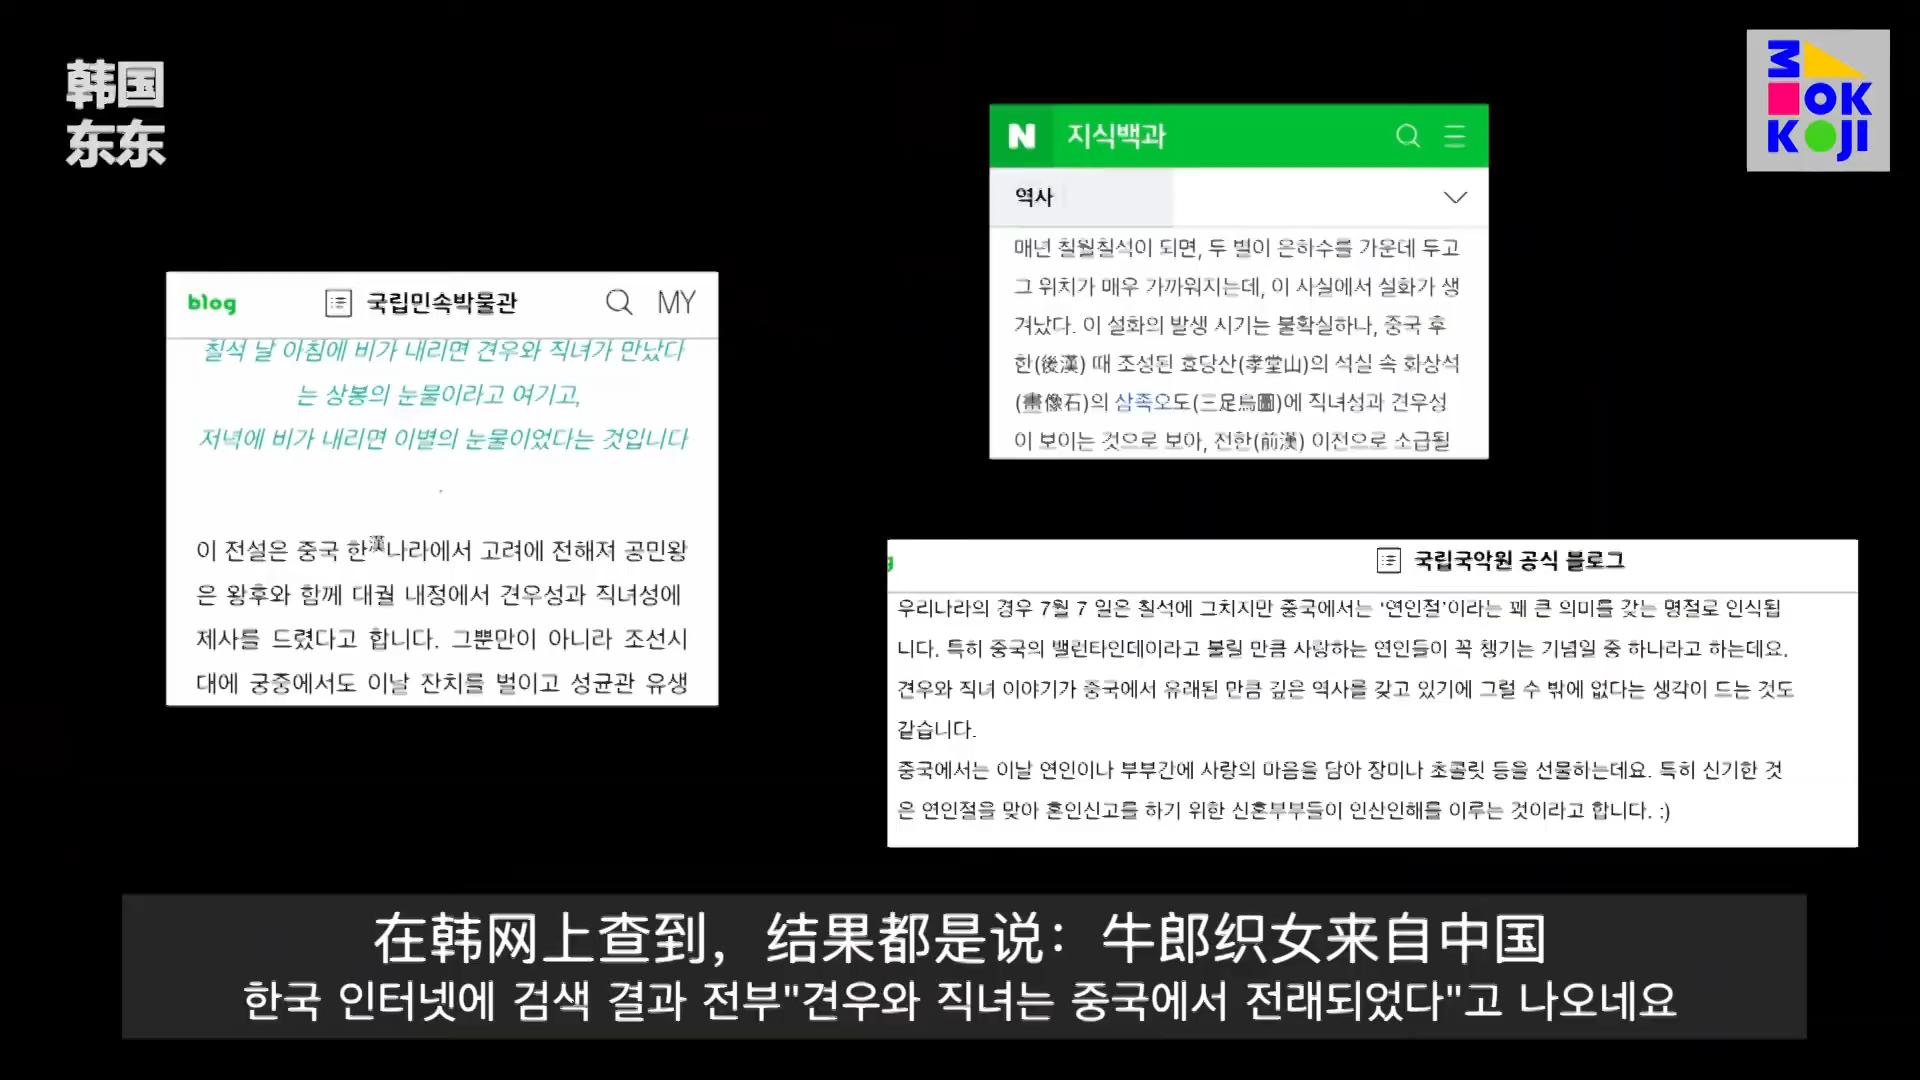 韩国
东东
MOKKOJI
blog 국립민속박물관 MY
칠석 날 아침에 비가 내리면 견우와 직녀가 만났다
는 상봉의 눈물이라고 여기고,
저녁에 비가 내리면 이별의 눈물이었다는 것입니다
.
이 전설은 중국 한漢나라에서 고려에 전해져 공민왕
은 왕후와 함께 대궐 내정에서 견우성과 직녀성에
제사를 드렸다고 합니다. 그뿐만이 아니라 조선시
대에 궁중에서도 이날 잔치를 벌이고 성균관 유생
N 지식백과
역사
매년 칠월칠석이 되면, 두 별이 은하수를 가운데 두고
그 위치가 매우 가까워지는데, 이 사실에서 설화가 생
겨났다. 이 설화의 발생 시기는 불확실하나, 중국 후
한(後漢) 때 조성된 효당산(孝堂山)의 석실 속 화상석
(畵像石)의 삼족오도(三足烏圖)에 직녀성과 견우성
이 보이는 것으로 보아, 전한(前漢) 이전으로 소급될
국립국악원 공식 블로그
우리나라의 경우 7월 7 일은 칠석에 그치지만 중국에서는 '연인절'이라는 꽤 큰 의미를 갖는 명절로 인식됩
니다. 특히 중국의 밸런타인데이라고 불릴 만큼 사랑하는 연인들이 꼭 챙기는 기념일 중 하나라고 하는데요.
견우와 직녀 이야기가 중국에서 유래된 만큼 깊은 역사를 갖고 있기에 그럴 수 밖에 없다는 생각이 드는 것도
같습니다.
중국에서는 이날 연인이나 부부간에 사랑의 마음을 담아 장미나 초콜릿 등을 선물하는데요. 특히 신기한 것
은 연인절을 맞아 혼인신고를 하기 위한 신혼부부들이 인산인해를 이루는 것이라고 합니다. :)
在韩网上查到，结果都是说：牛郎织女来自中国
한국 인터넷에 검색 결과 전부"견우와 직녀는 중국에서 전래되었다"고 나오네요